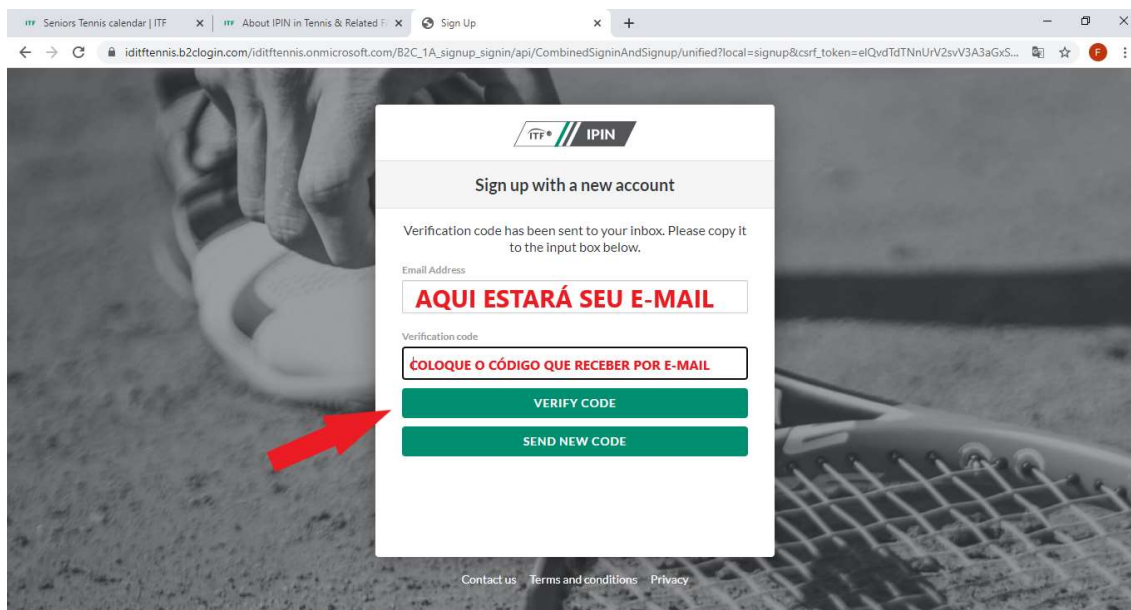 ITF Seniors Tennis calendar | ITF
ITF About IPIN in Tennis & Related F
Sign Up
iditftennis.b2clogin.com/iditftennis.onmicrosoft.com/B2C_1A_signup_signin/api/CombinedSigninAndSignup/unified?local=signup&csrf_token=elQvdTdTNnUrV2svV3A3aGxS...
F
ITF® IPIN
Sign up with a new account
Verification code has been sent to your inbox. Please copy it
to the input box below.
Email Address
AQUI ESTARÁ SEU E-MAIL
Verification code
COLOQUE O CÓDIGO QUE RECEBER POR E-MAIL
VERIFY CODE
SEND NEW CODE
Contact us Terms and conditions Privacy